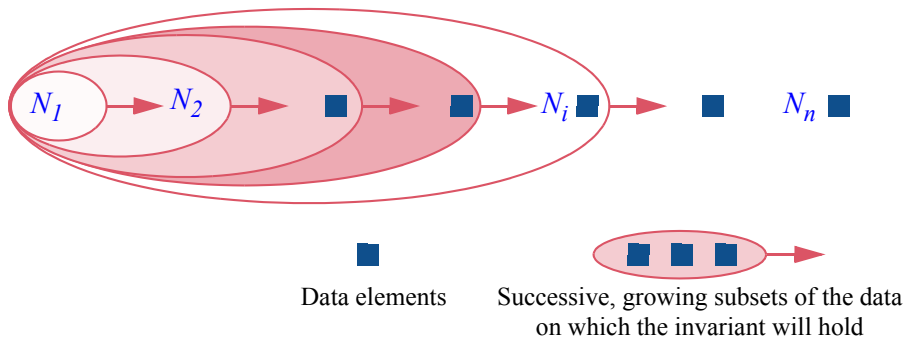 N1 N2 Ni Nn
Data elements
Successive, growing subsets of the data
on which the invariant will hold